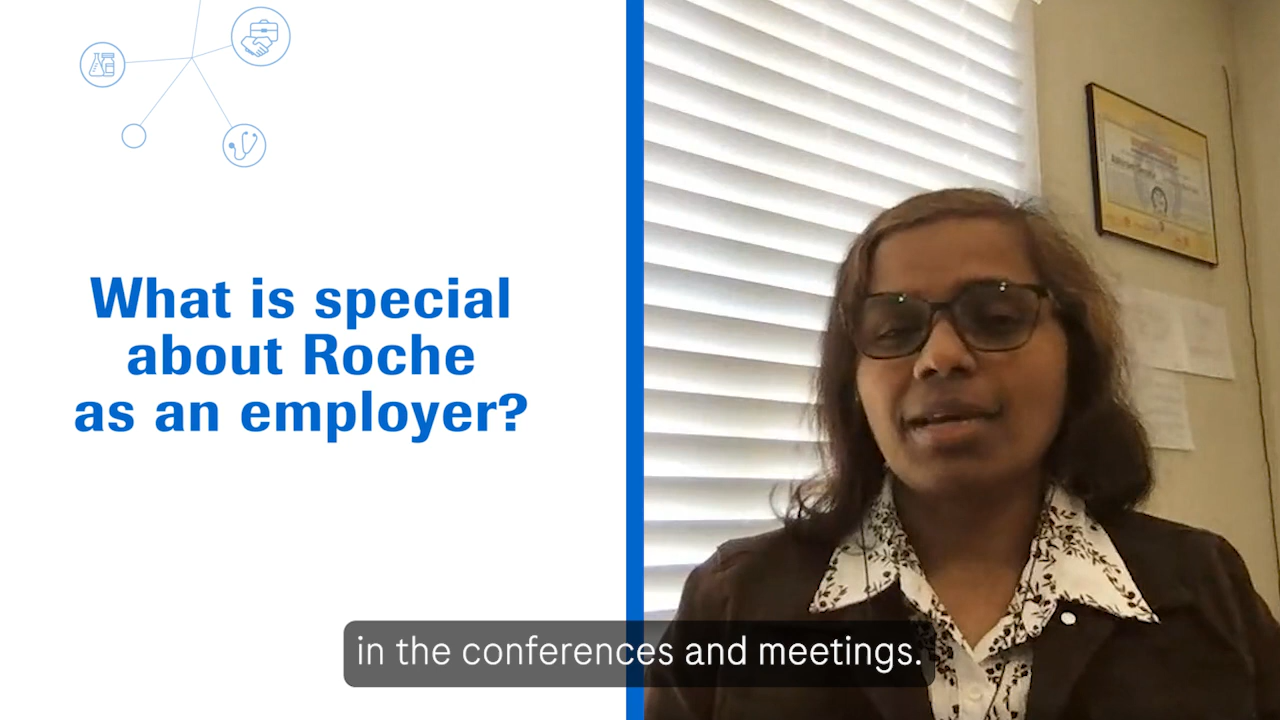 What is special
about Roche
as an employer?
in the conferences and meetings.